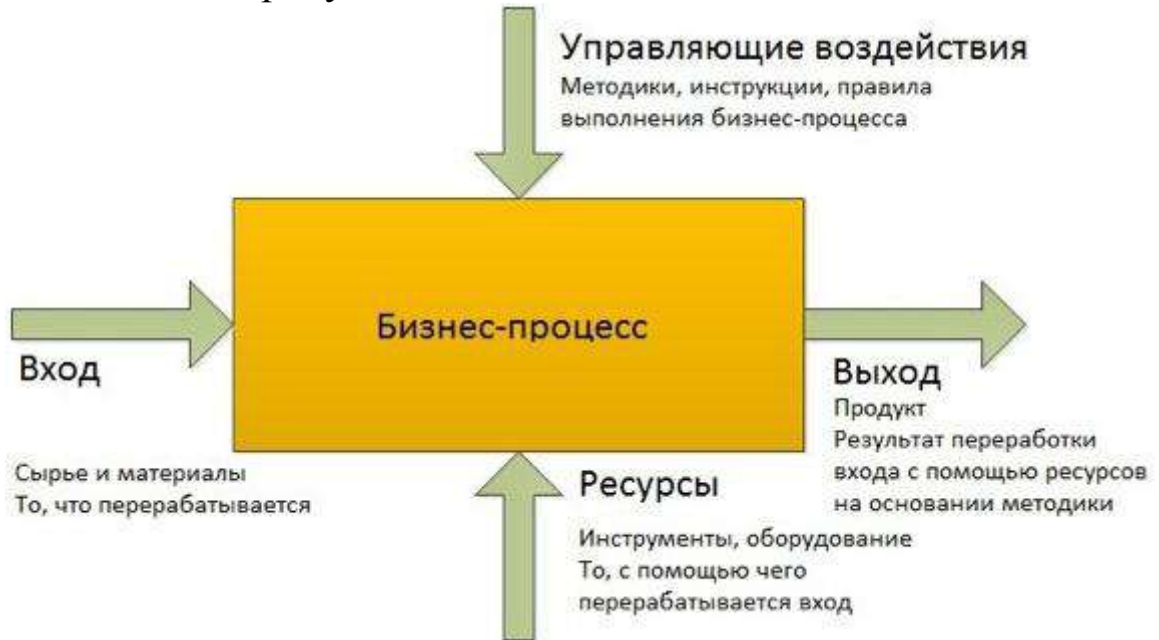 Управляющие воздействия
Методики, инструкции, правила
выполнения бизнес-процесса
Бизнес-процесс
Вход
Сырье и материалы
То, что перерабатывается
Выход
Продукт
Результат переработки
входа с помощью ресурсов
на основании методики
Ресурсы
Инструменты, оборудование
То, с помощью чего
перерабатывается вход